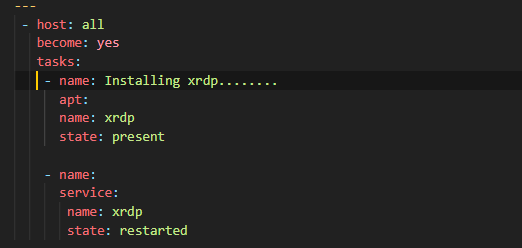 ---
- host: all
  become: yes
  tasks:
   - name: Installing xrdp........
     apt:
     name: xrdp
     state: present

   - name:
     service:
      name: xrdp
      state: restarted